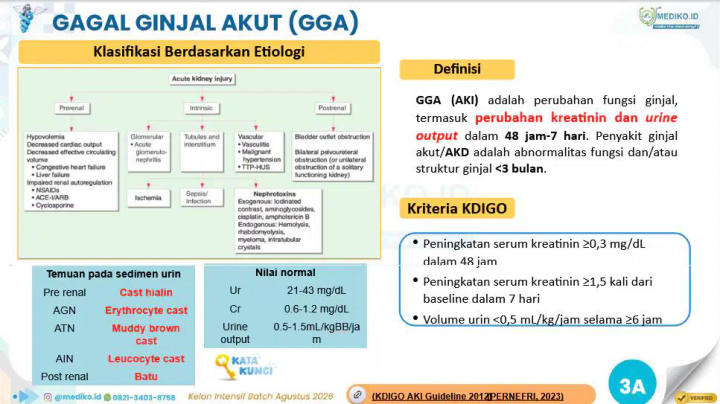 GAGAL GINJAL AKUT (GGA)
MEDIKO.ID
Klasifikasi Berdasarkan Etiologi
Acute kidney injury
Prerenal
Intrinsic
Postrenal
Hypovolemia
Decreased cardiac output
Decreased effective circulating
volume
• Congestive heart failure
• Liver failure
Impaired renal autoregulation
• NSAIDs
• ACE-I/ARB
• Cyclosporine
Glomerular
• Acute
glomerulo-
nephritis
Tubules and
interstitium
Vascular
• Vasculitis
• Malignant
hypertension
• TTP-HUS
Bladder outlet obstruction
Bilateral pelvoureteral
obstruction (or unilateral
obstruction of a solitary
functioning kidney)
Ischemia
Sepsis/
Infection
Nephrotoxins
Exogenous: Iodinated
contrast, aminoglycosides,
cisplatin, amphotericin B
Endogenous: Hemolysis,
rhabdomyolysis,
myeloma, intratubular
crystals
Definisi
GGA (AKI) adalah perubahan fungsi ginjal,
termasuk perubahan kreatinin dan urine
output dalam 48 jam-7 hari. Penyakit ginjal
akut/AKD adalah abnormalitas fungsi dan/atau
struktur ginjal <3 bulan.
Kriteria KDIGO
• Peningkatan serum kreatinin ≥0,3 mg/dL
dalam 48 jam
• Peningkatan serum kreatinin ≥1,5 kali dari
baseline dalam 7 hari
• Volume urin <0,5 mL/kg/jam selama ≥6 jam
Temuan pada sedimen urin
Pre renal Cast hialin
AGN Erythrocyte cast
ATN Muddy brown
cast
AIN Leucocyte cast
Post renal Batu
Nilai normal
Ur 21-43 mg/dL
Cr 0.6-1.2 mg/dL
Urine 0.5-1.5mL/kgBB/ja
output m
KATA
KUNCI
3A
@mediko.id 0821-3403-8758 Kelon Intensif Batch Agustus 2026
(KDIGO AKI Guideline 2012)(PERNEFRI, 2023)
VERIFIED